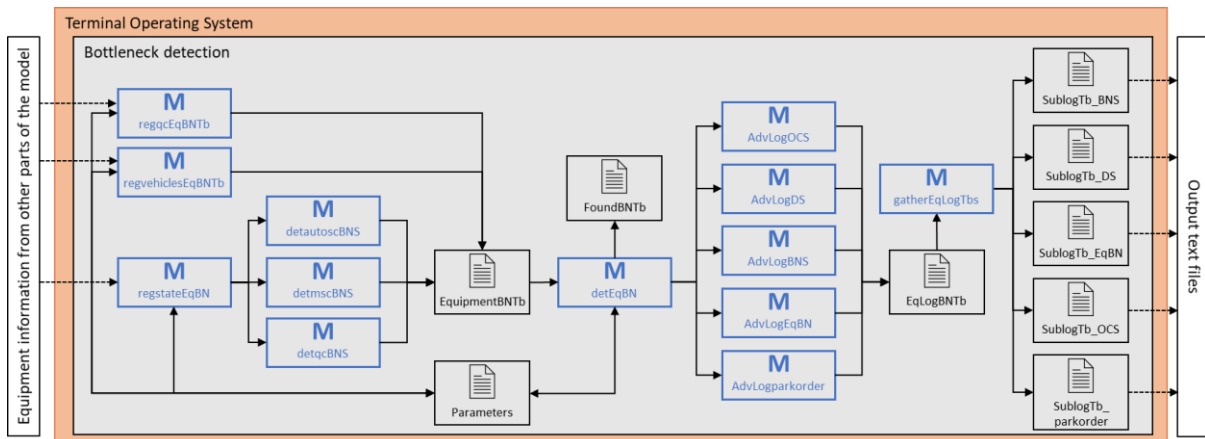 Terminal Operating System
Bottleneck detection
Equipment information from other parts of the model
M
regqcEqBNTb
M
regvehiclesEqBNTb
M
regstateEqBN
M
detautoscBNS
M
detmscBNS
M
detqcBNS
EquipmentBNTb
Parameters
FoundBNTb
M
detEqBN
M
AdvLogOCS
M
AdvLogDS
M
AdvLogBNS
M
AdvLogEqBN
M
AdvLogparkorder
M
gatherEqLogTbs
EqLogBNTb
SublogTb_BNS
SublogTb_DS
SublogTb_EqBN
SublogTb_OCS
SublogTb_
parkorder
Output text files